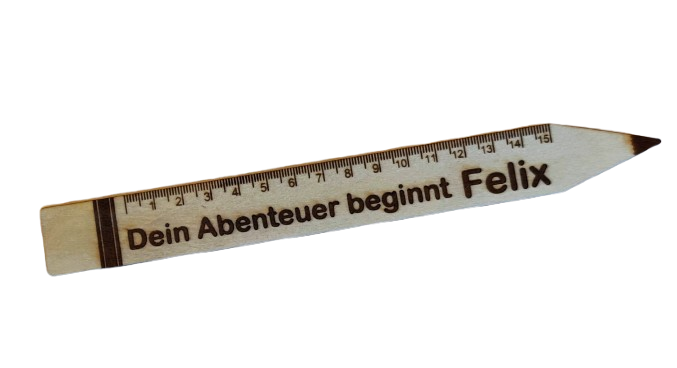 1 2 3 4 5 6 7 8 9 10 11 12 13 14 15
Dein Abenteuer beginnt Felix